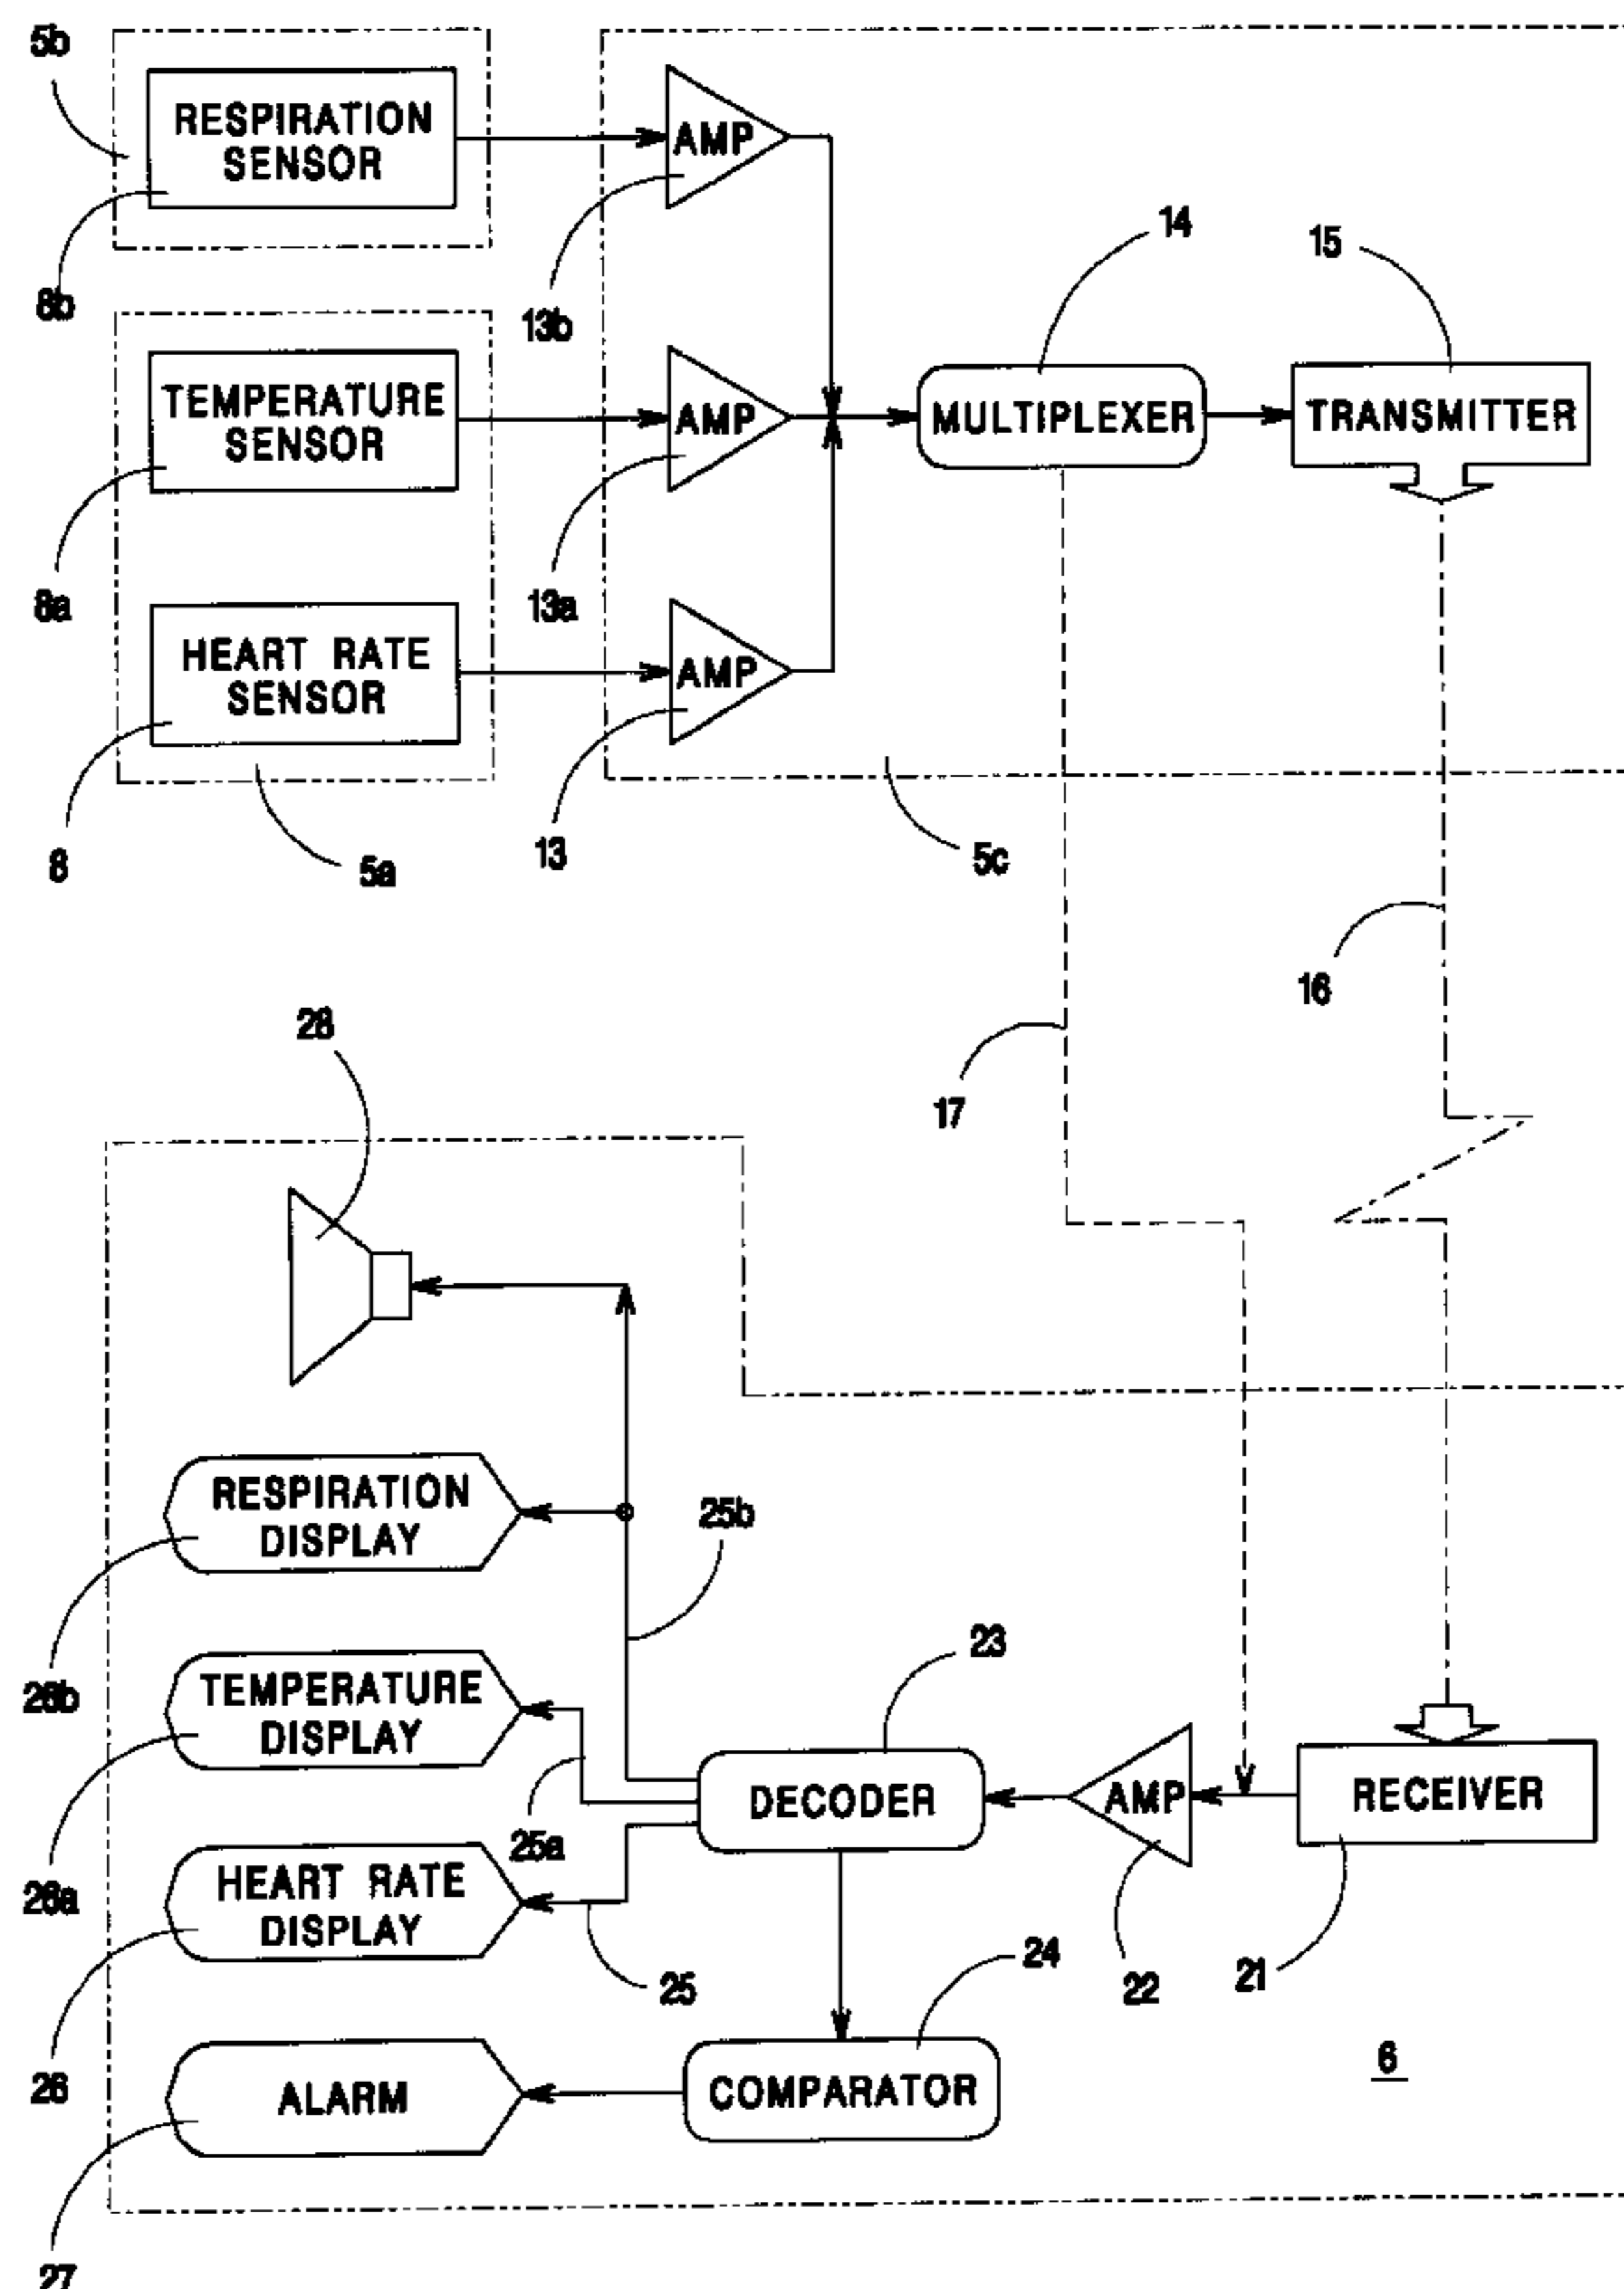 5b
RESPIRATION
SENSOR
AMP
8b
13b
14
15
TEMPERATURE
SENSOR
AMP
MULTIPLEXER
TRANSMITTER
8a
13a
HEART RATE
SENSOR
AMP
8
5a
13
5c
16
28
17
RESPIRATION
DISPLAY
25b
26b
23
TEMPERATURE
DISPLAY
DECODER
AMP
RECEIVER
25a
26a
HEART RATE
DISPLAY
24
25
22
21
26
6
ALARM
COMPARATOR
27